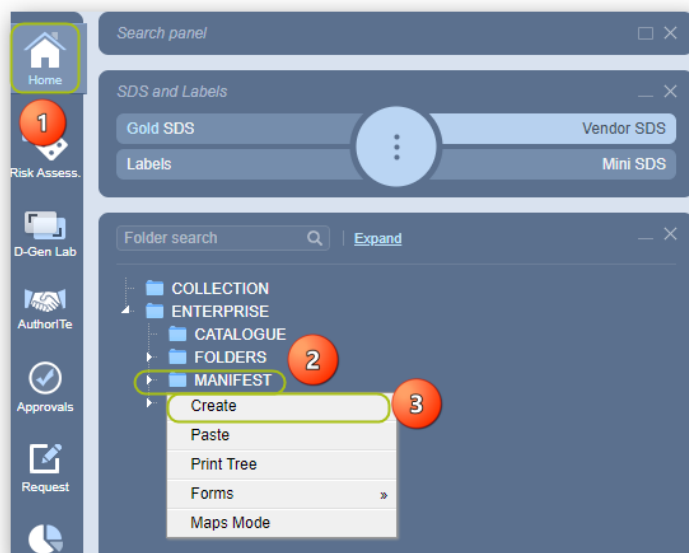 Home
1
Risk Assess.
D-Gen Lab
AuthorITe
Approvals
Request
Search panel
SDS and Labels
Gold SDS
Vendor SDS
Labels
Mini SDS
Folder search
Expand
COLLECTION
ENTERPRISE
CATALOGUE
FOLDERS
2
MANIFEST
Create
3
Paste
Print Tree
Forms »
Maps Mode